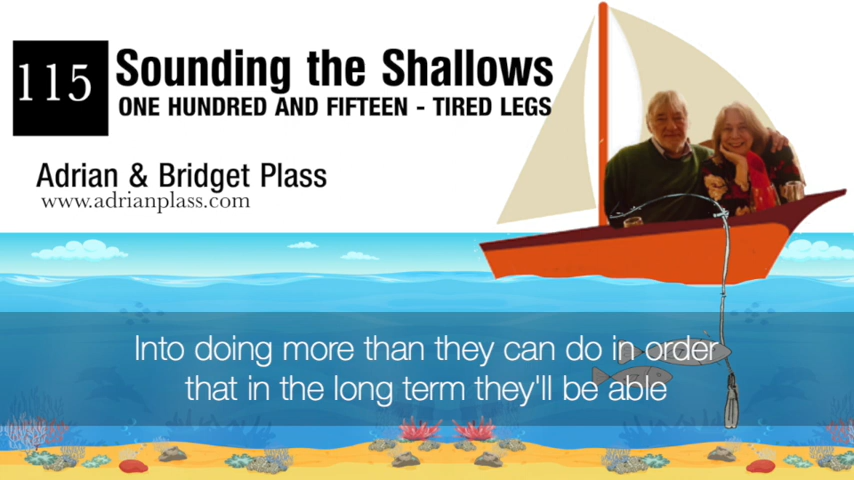 115
Sounding the Shallows
ONE HUNDRED AND FIFTEEN - TIRED LEGS
Adrian & Bridget Plass
www.adrianplass.com
Into doing more than they can do in order
that in the long term they'll be able